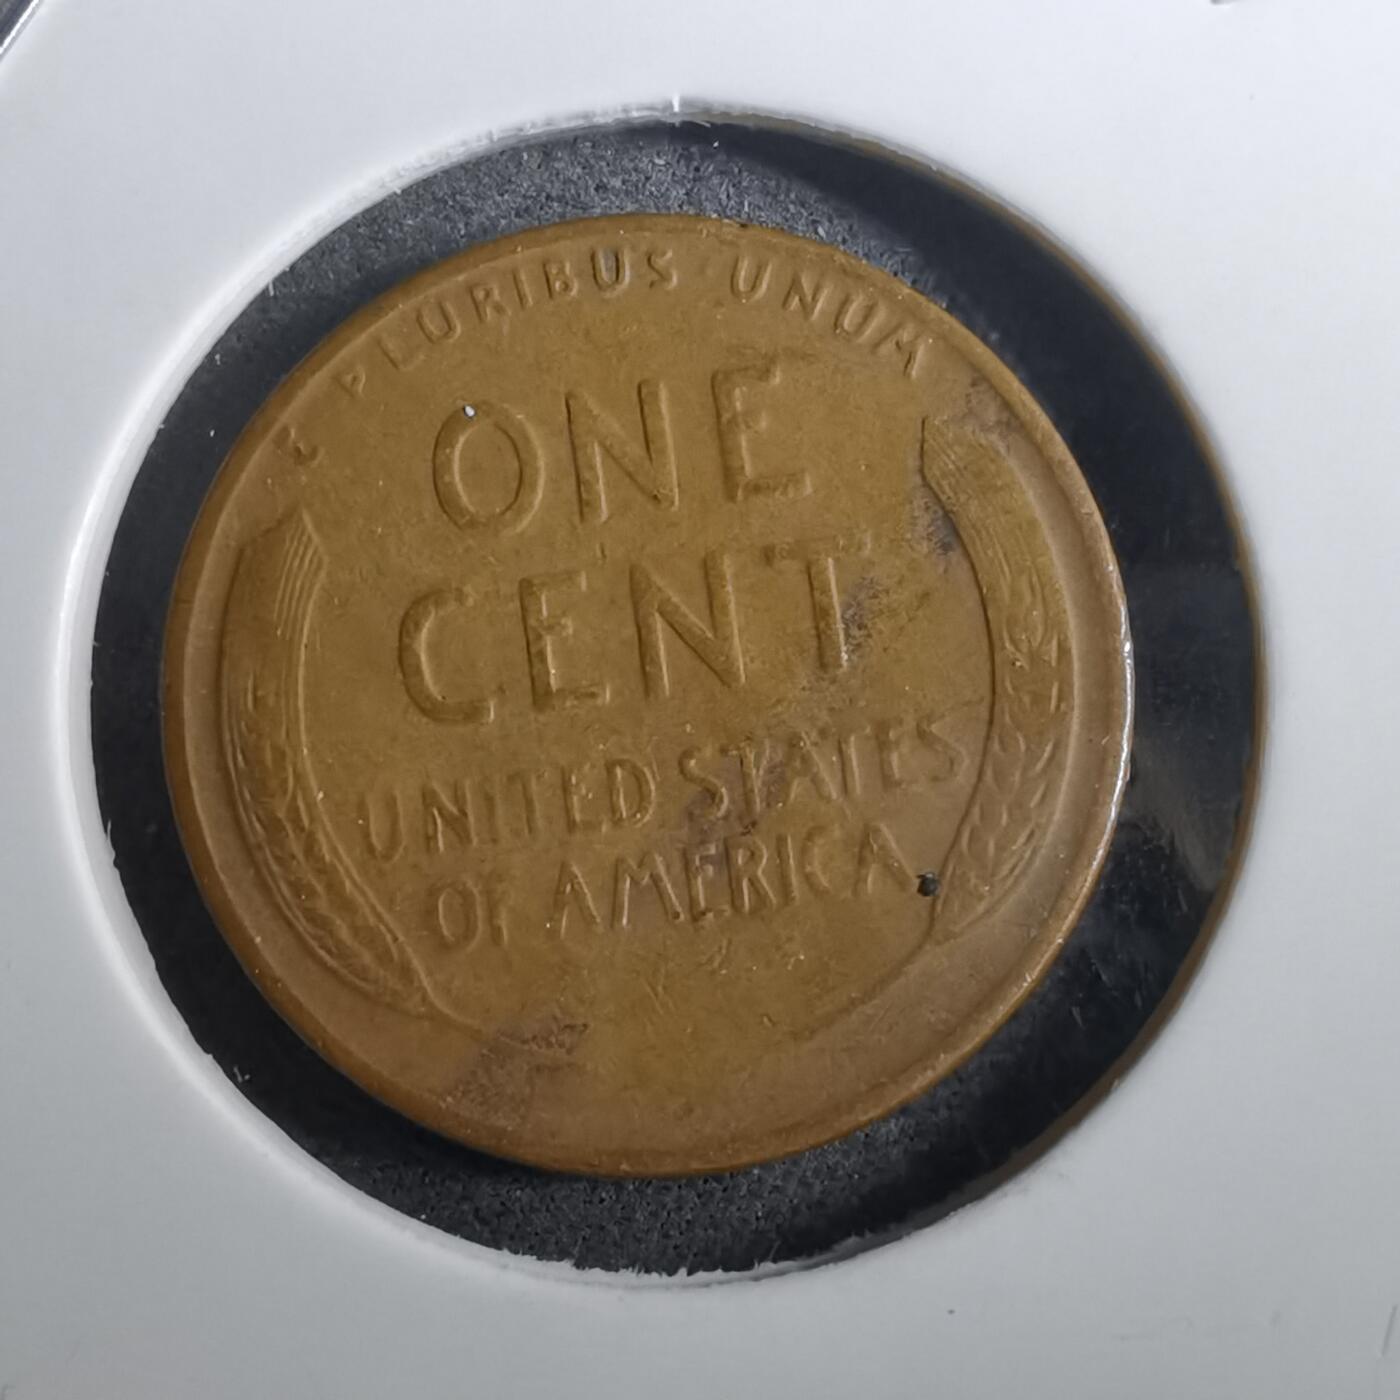 E PLURIBUS UNUM
ONE
CENT
UNITED STATES
OF AMERICA